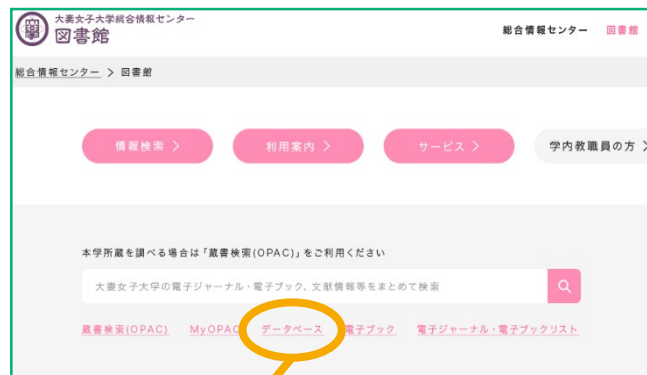 大妻女子大学綜合情報センター
図書館
総合情報センター 図書館
総合情報センター > 図書館
情報検索 >
利用案内 >
サービス >
学内教職員の方 >
本学所蔵を調べる場合は「蔵書検索(OPAC)」をご利用ください
大妻女子大学の電子ジャーナル・電子ブック、文献情報等をまとめて検索
蔵書検索(OPAC) MyOPAC データベース 電子ブック 電子ジャーナル・電子ブックリスト